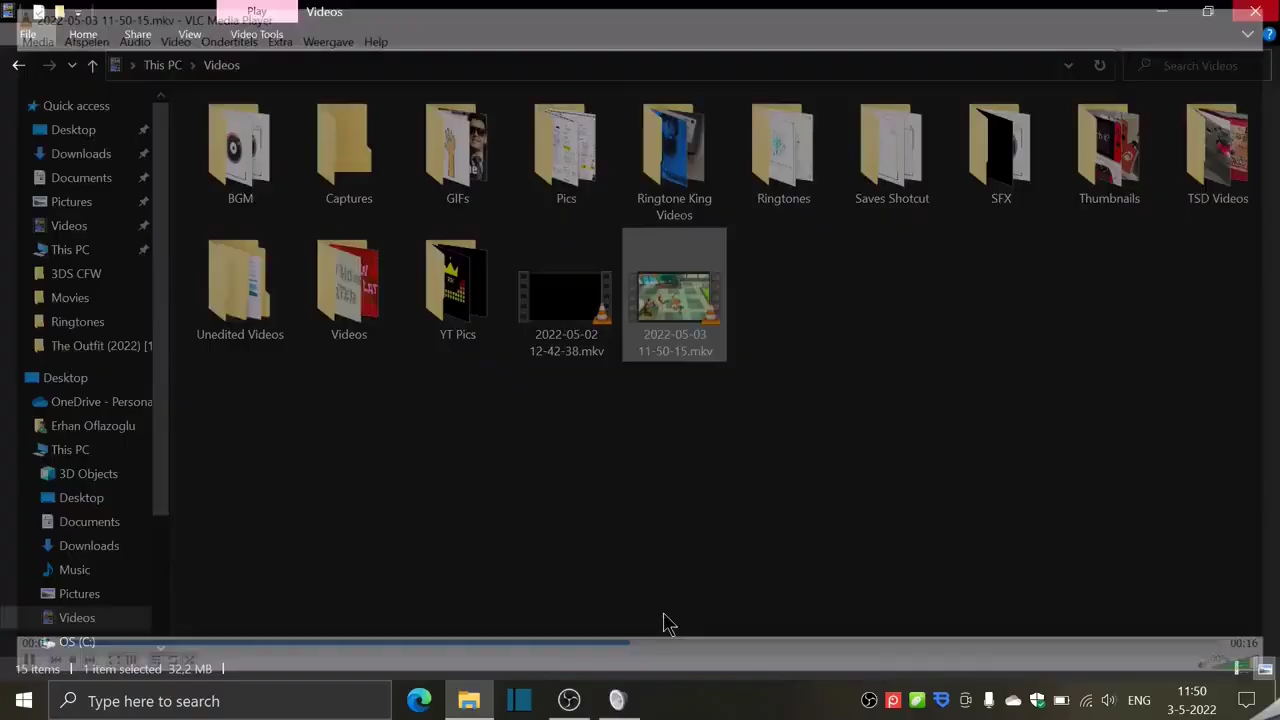 2022-05-03 11-50-15.mkv - VLC Media Player
Play
Videos
File
Home
Share
View
Video Tools
Media
Afspelen
Audio
Video
Ondertitels
Extra
Weergave
Help
This PC
Videos
Search Videos
Quick access
Desktop
Downloads
Documents
Pictures
Videos
This PC
3DS CFW
Movies
Ringtones
The Outfit (2022) [1
Desktop
OneDrive - Persona
Erhan Oflazoglu
This PC
3D Objects
Desktop
Documents
Downloads
Music
Pictures
Videos
OS (C:)
BGM
Captures
GIFs
Pics
Ringtone King
Videos
Ringtones
Saves Shotcut
SFX
Thumbnails
TSD Videos
Unedited Videos
Videos
YT Pics
2022-05-02
12-42-38.mkv
2022-05-03
11-50-15.mkv
00:16
15 items
1 item selected 32,2 MB
Type here to search
ENG
11:50
3-5-2022